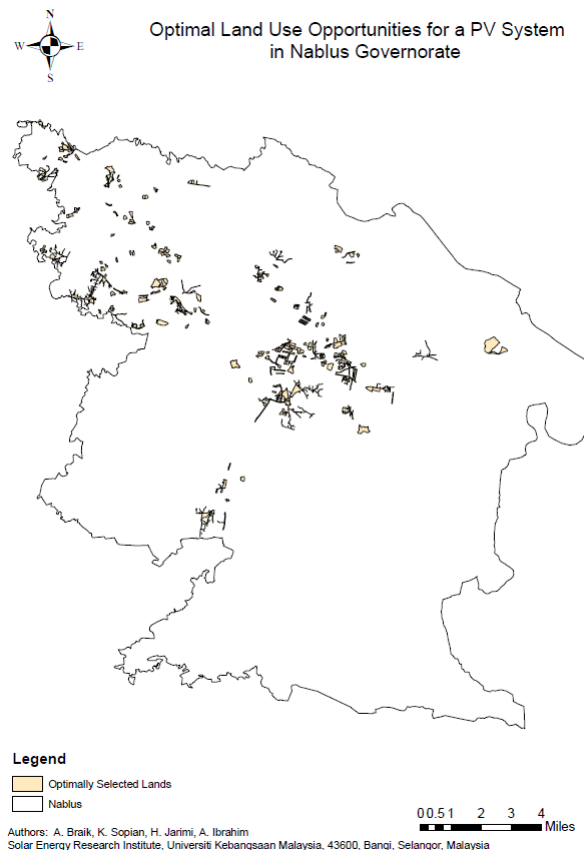 Optimal Land Use Opportunities for a PV System
in Nablus Governorate
N
W E
S
Legend
Optimally Selected Lands
Nablus
0 0.5 1 2 3 4
Miles
Authors: A. Braik, K. Sopian, H. Jarimi, A. Ibrahim
Solar Energy Research Institute, Universiti Kebangsaan Malaysia, 43600, Bangi, Selangor, Malaysia